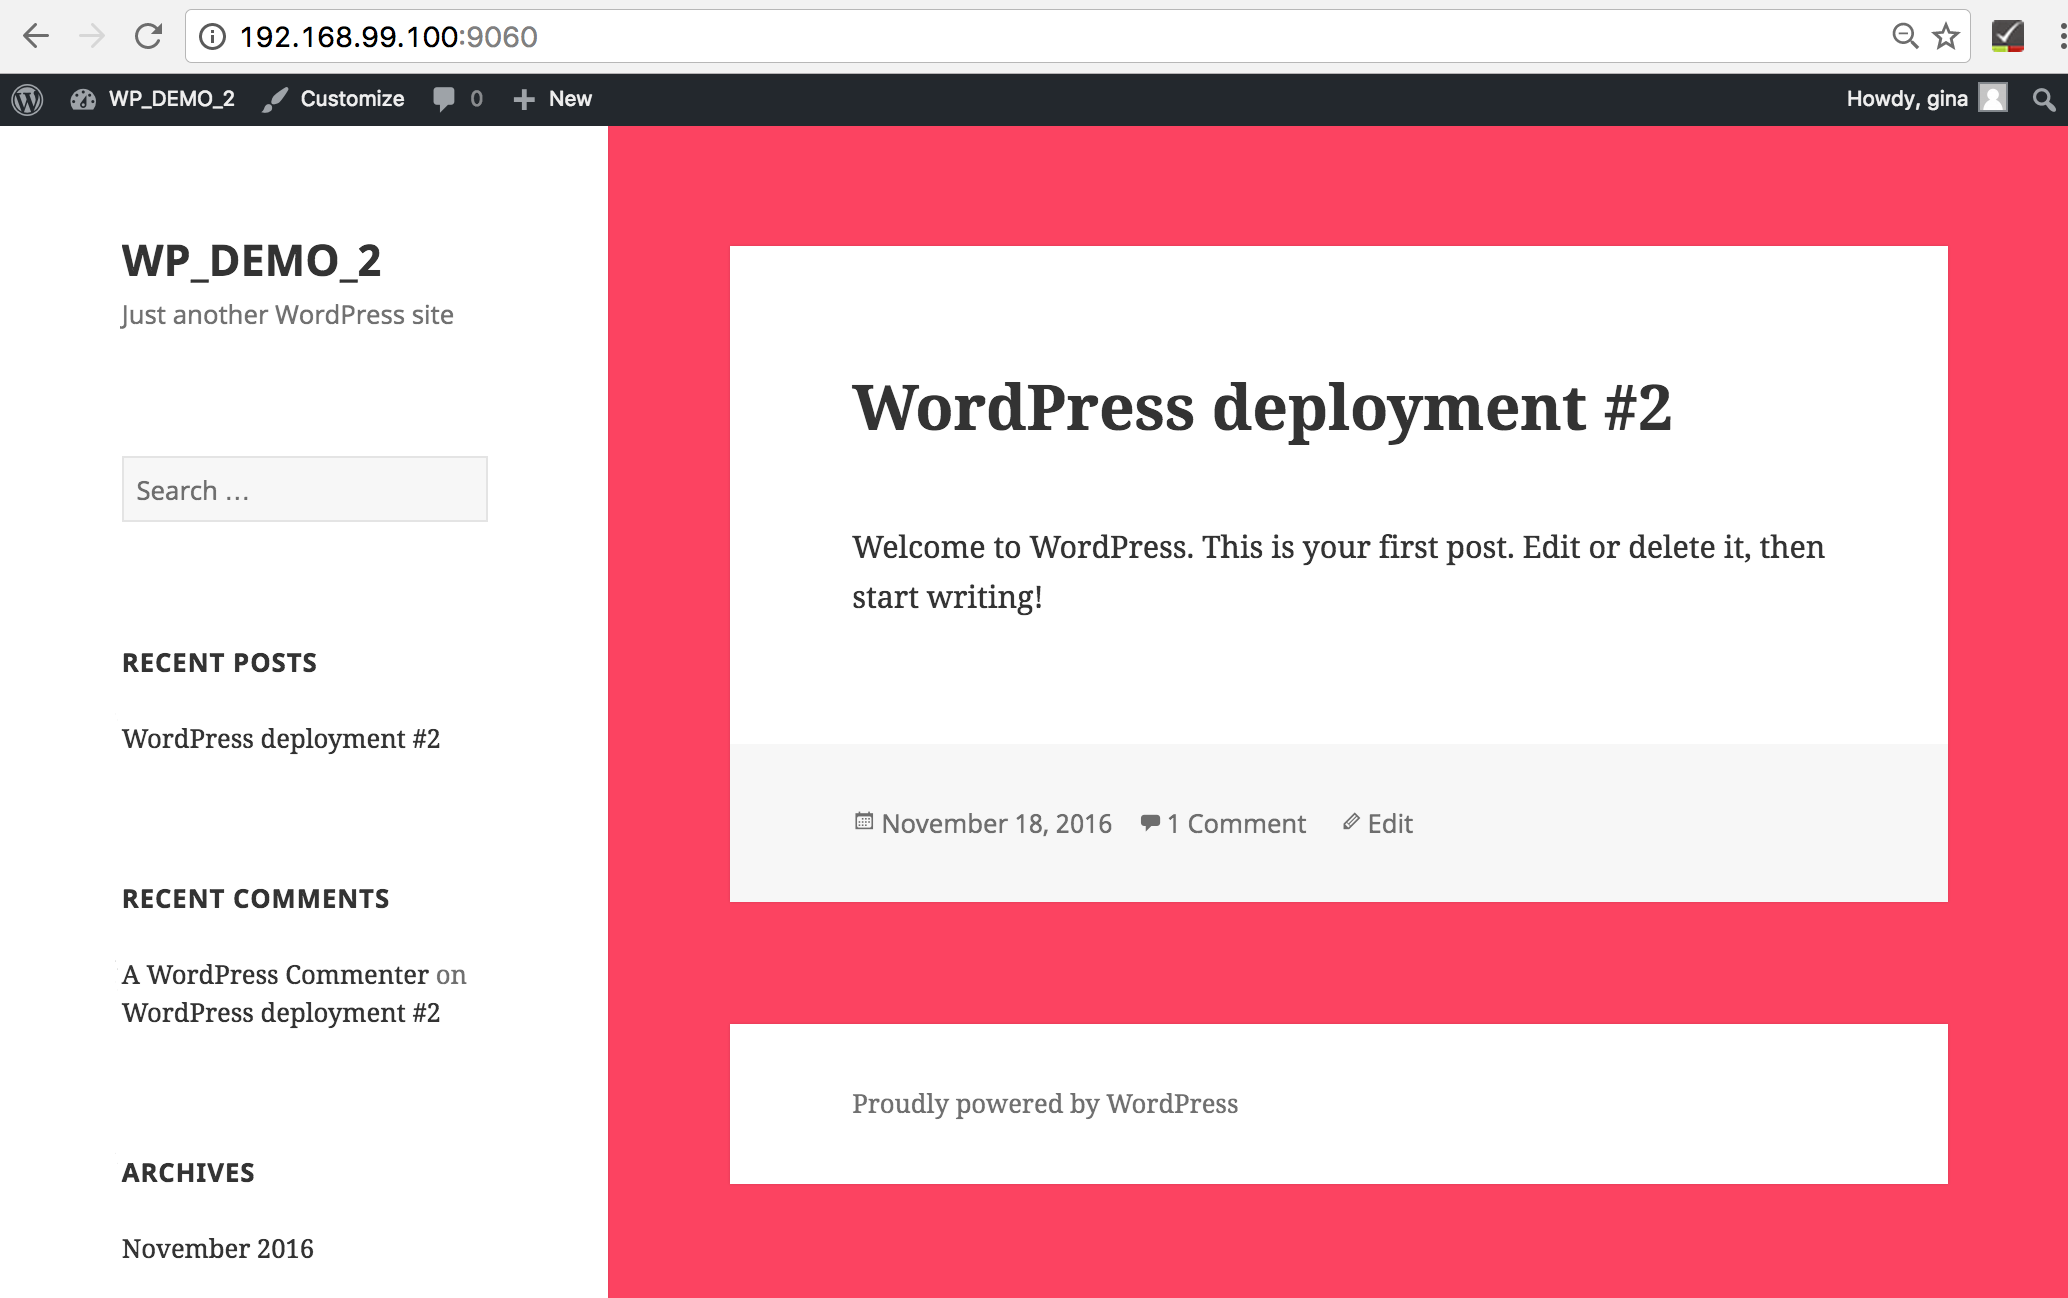 192.168.99.100:9060
WP_DEMO_2 Customize 0 New Howdy, gina
WP_DEMO_2
Just another WordPress site
Search …
RECENT POSTS
WordPress deployment #2
RECENT COMMENTS
A WordPress Commenter on
WordPress deployment #2
ARCHIVES
November 2016
WordPress deployment #2
Welcome to WordPress. This is your first post. Edit or delete it, then
start writing!
November 18, 2016 1 Comment Edit
Proudly powered by WordPress